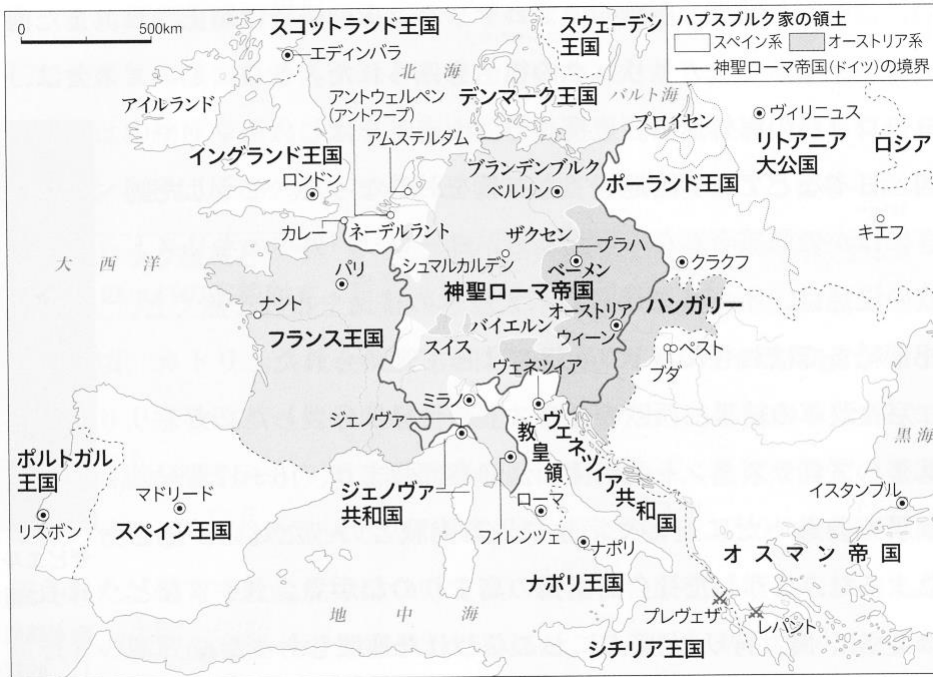 0 500km
ハプスブルク家の領土
スペイン系 オーストリア系
神聖ローマ帝国(ドイツ)の境界
スコットランド王国
エディンバラ
スウェーデン
王国
北海
アイルランド
アントウェルペン
(アントワープ)
アムステルダム
デンマーク王国
バルト海
プロイセン
ヴィリニュス
リトアニア
大公国
ロシア
イングランド王国
ロンドン
ブランデンブルク
ベルリン
ポーランド王国
カレー
ネーデルラント
ザクセン
プラハ
キエフ
大西洋
パリ
シュマルカルデン
ベーメン
クラクフ
神聖ローマ帝国
ナント
フランス王国
オーストリア
ハンガリー
バイエルン
ウィーン
スイス
ペスト
ブダ
ヴェネツィア
ミラノ
ジェノヴァ
教皇領
ヴェネツィア共和国
黒海
ポルトガル
王国
リスボン
マドリード
スペイン王国
ジェノヴァ
共和国
ローマ
フィレンツェ
ナポリ
イスタンブル
オスマン帝国
ナポリ王国
地中海
プレヴェザ
レパント
シチリア王国